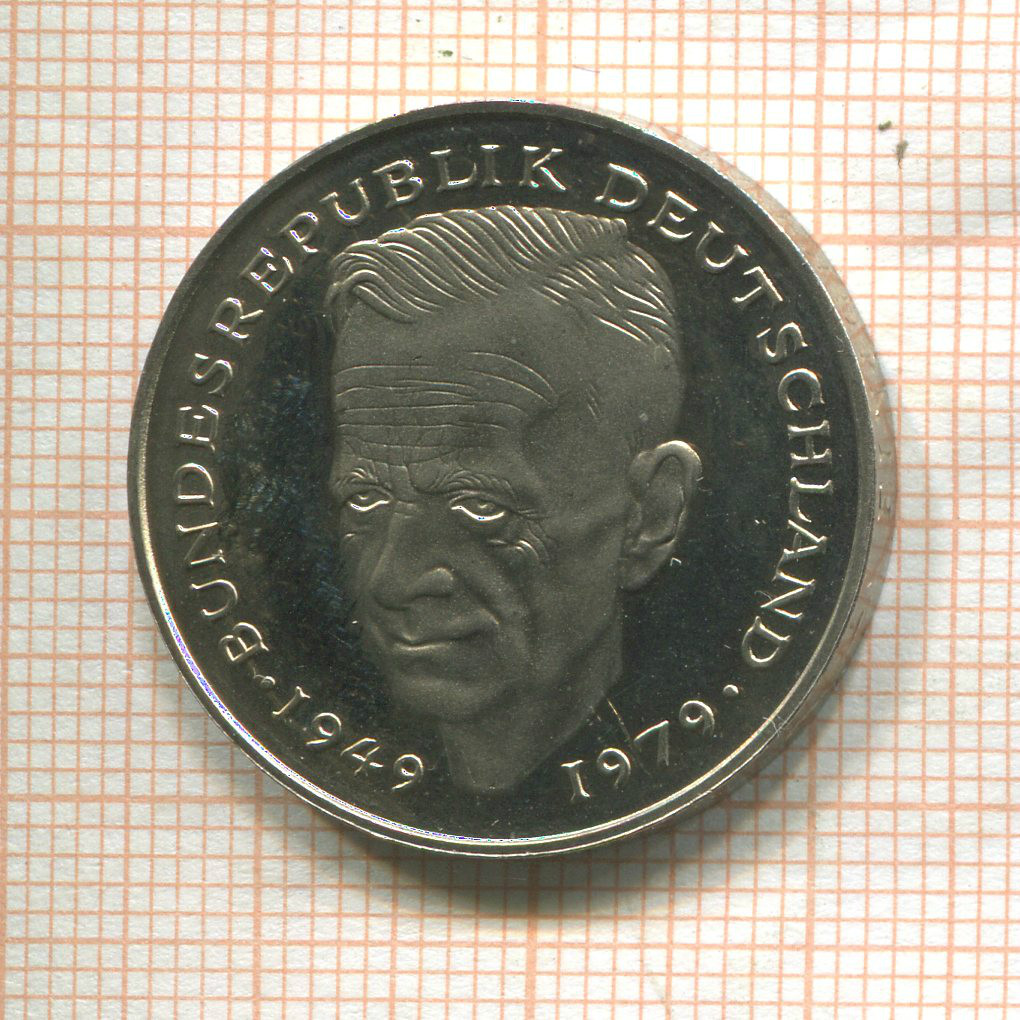 BUNDESREPUBLIK DEUTSCHLAND
· 1949 1979 ·